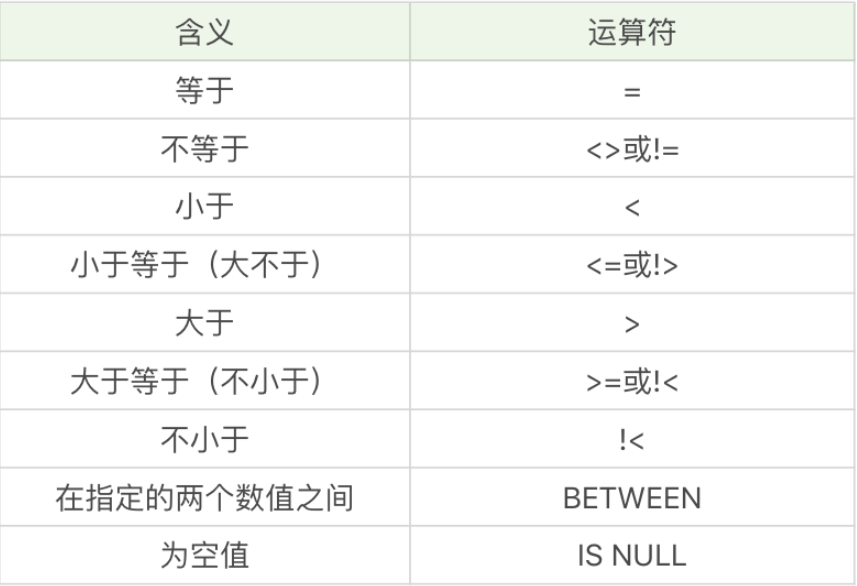 含义 运算符
等于 =
不等于 <>或!=
小于 <
小于等于（大不于） <=或!>
大于 >
大于等于（不小于） >=或!<
不小于 !<
在指定的两个数值之间 BETWEEN
为空值 IS NULL